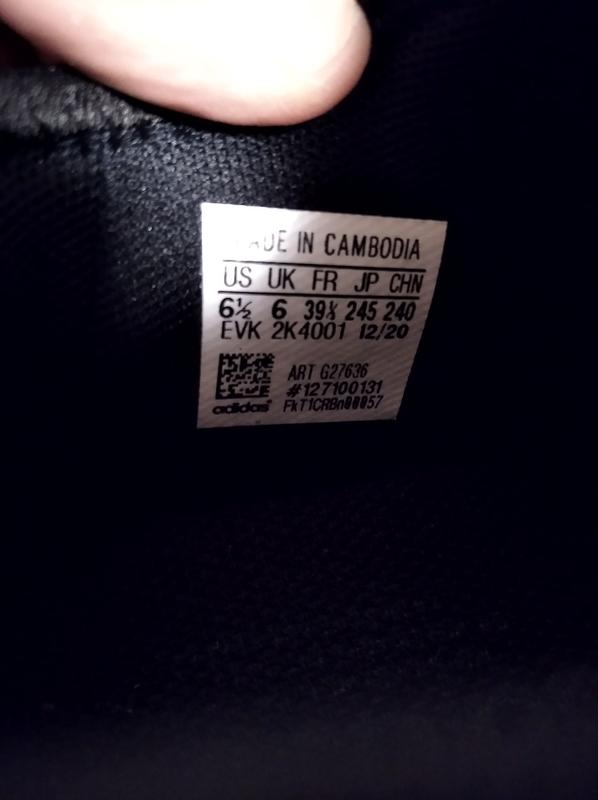 MADE IN CAMBODIA
US UK FR JP CHN
6½ 6 39⅓ 245 240
EVK 2K4001 12/20
ART G27636
#127100131
adidas